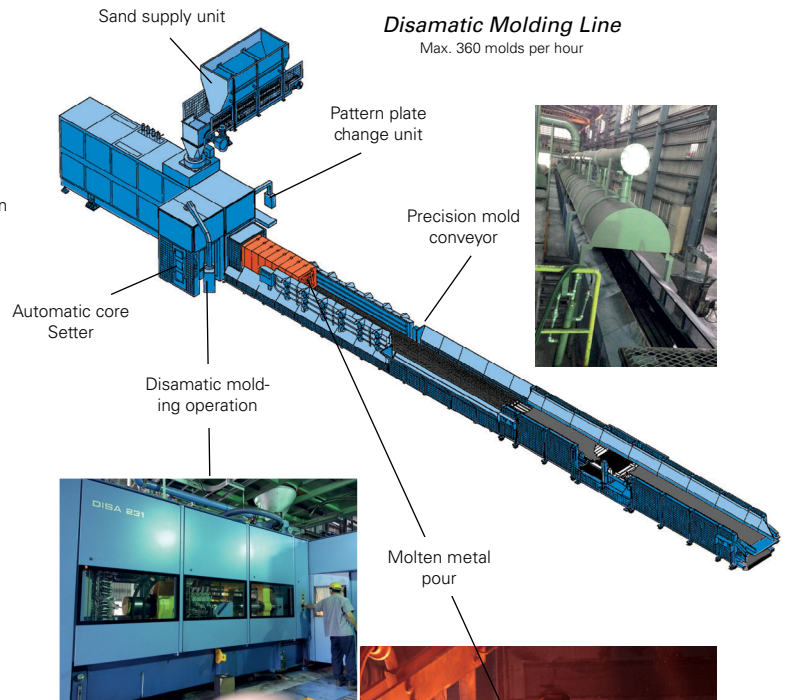 Sand supply unit
Disamatic Molding Line
Max. 360 molds per hour
Pattern plate
change unit
n
Precision mold
conveyor
Automatic core
Setter
Disamatic mold-
ing operation
DISA 231
Molten metal
pour